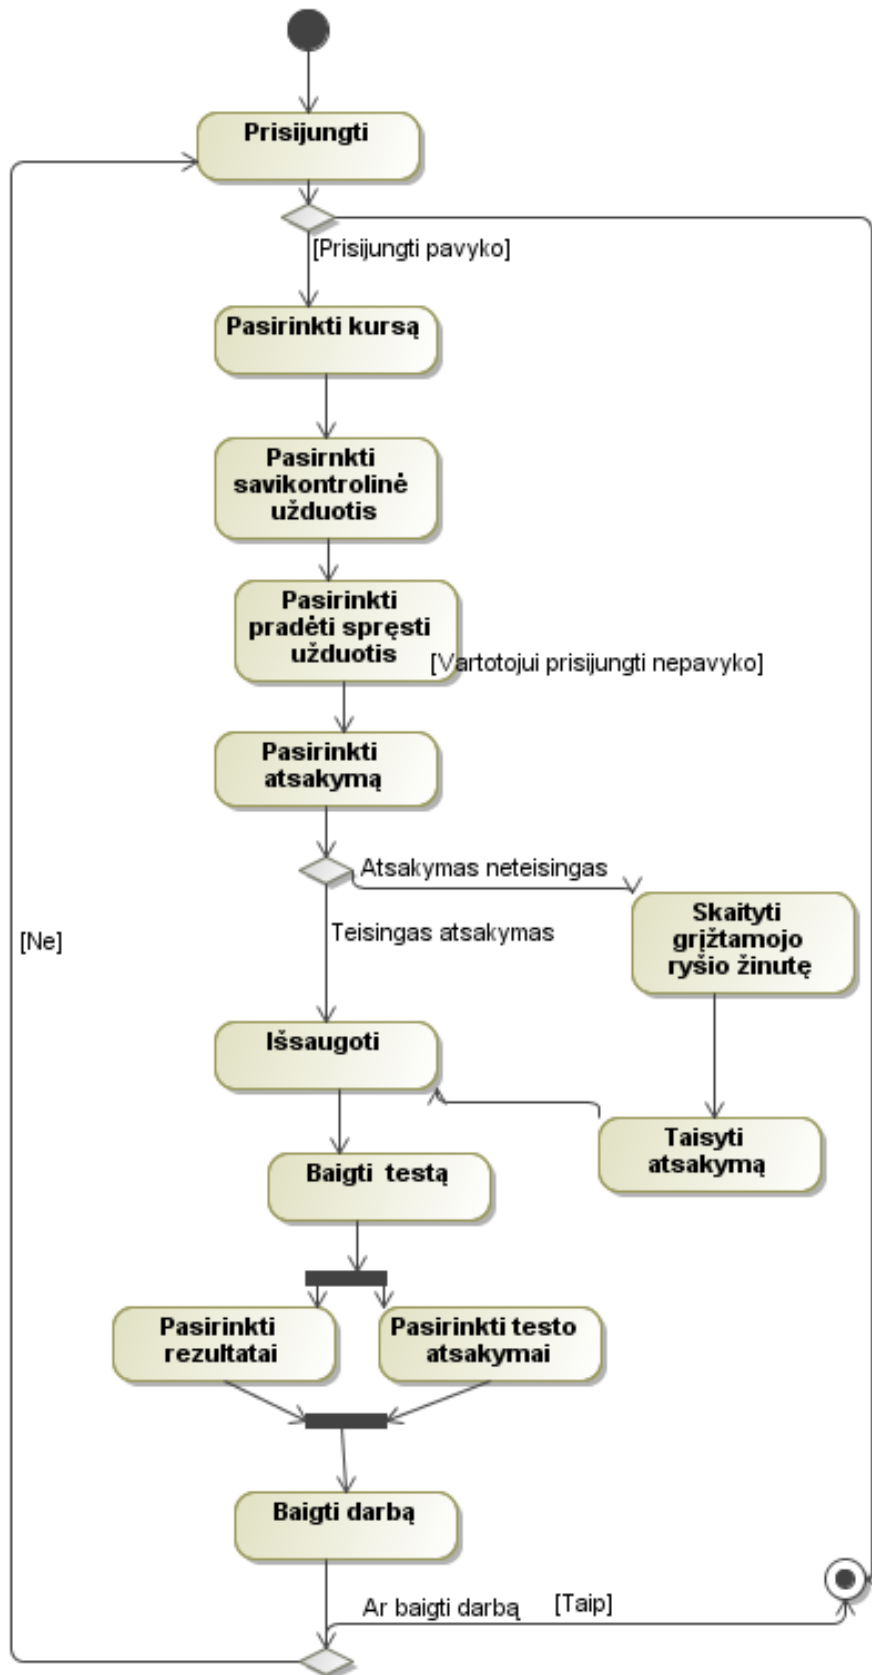 Prisijungti
[Prisijungti pavyko]
Pasirinkti kursą
Pasirnkti
savikontrolinė
užduotis
Pasirinkti
pradėti spręsti
užduotis
[Vartotojui prisijungti nepavyko]
Pasirinkti
atsakymą
Atsakymas neteisingas
Skaityti
grįžtamojo
ryšio žinutę
Teisingas atsakymas
[Ne]
Išsaugoti
Taisyti
atsakymą
Baigti testą
Pasirinkti
rezultatai
Pasirinkti testo
atsakymai
Baigti darbą
Ar baigti darbą
[Taip]